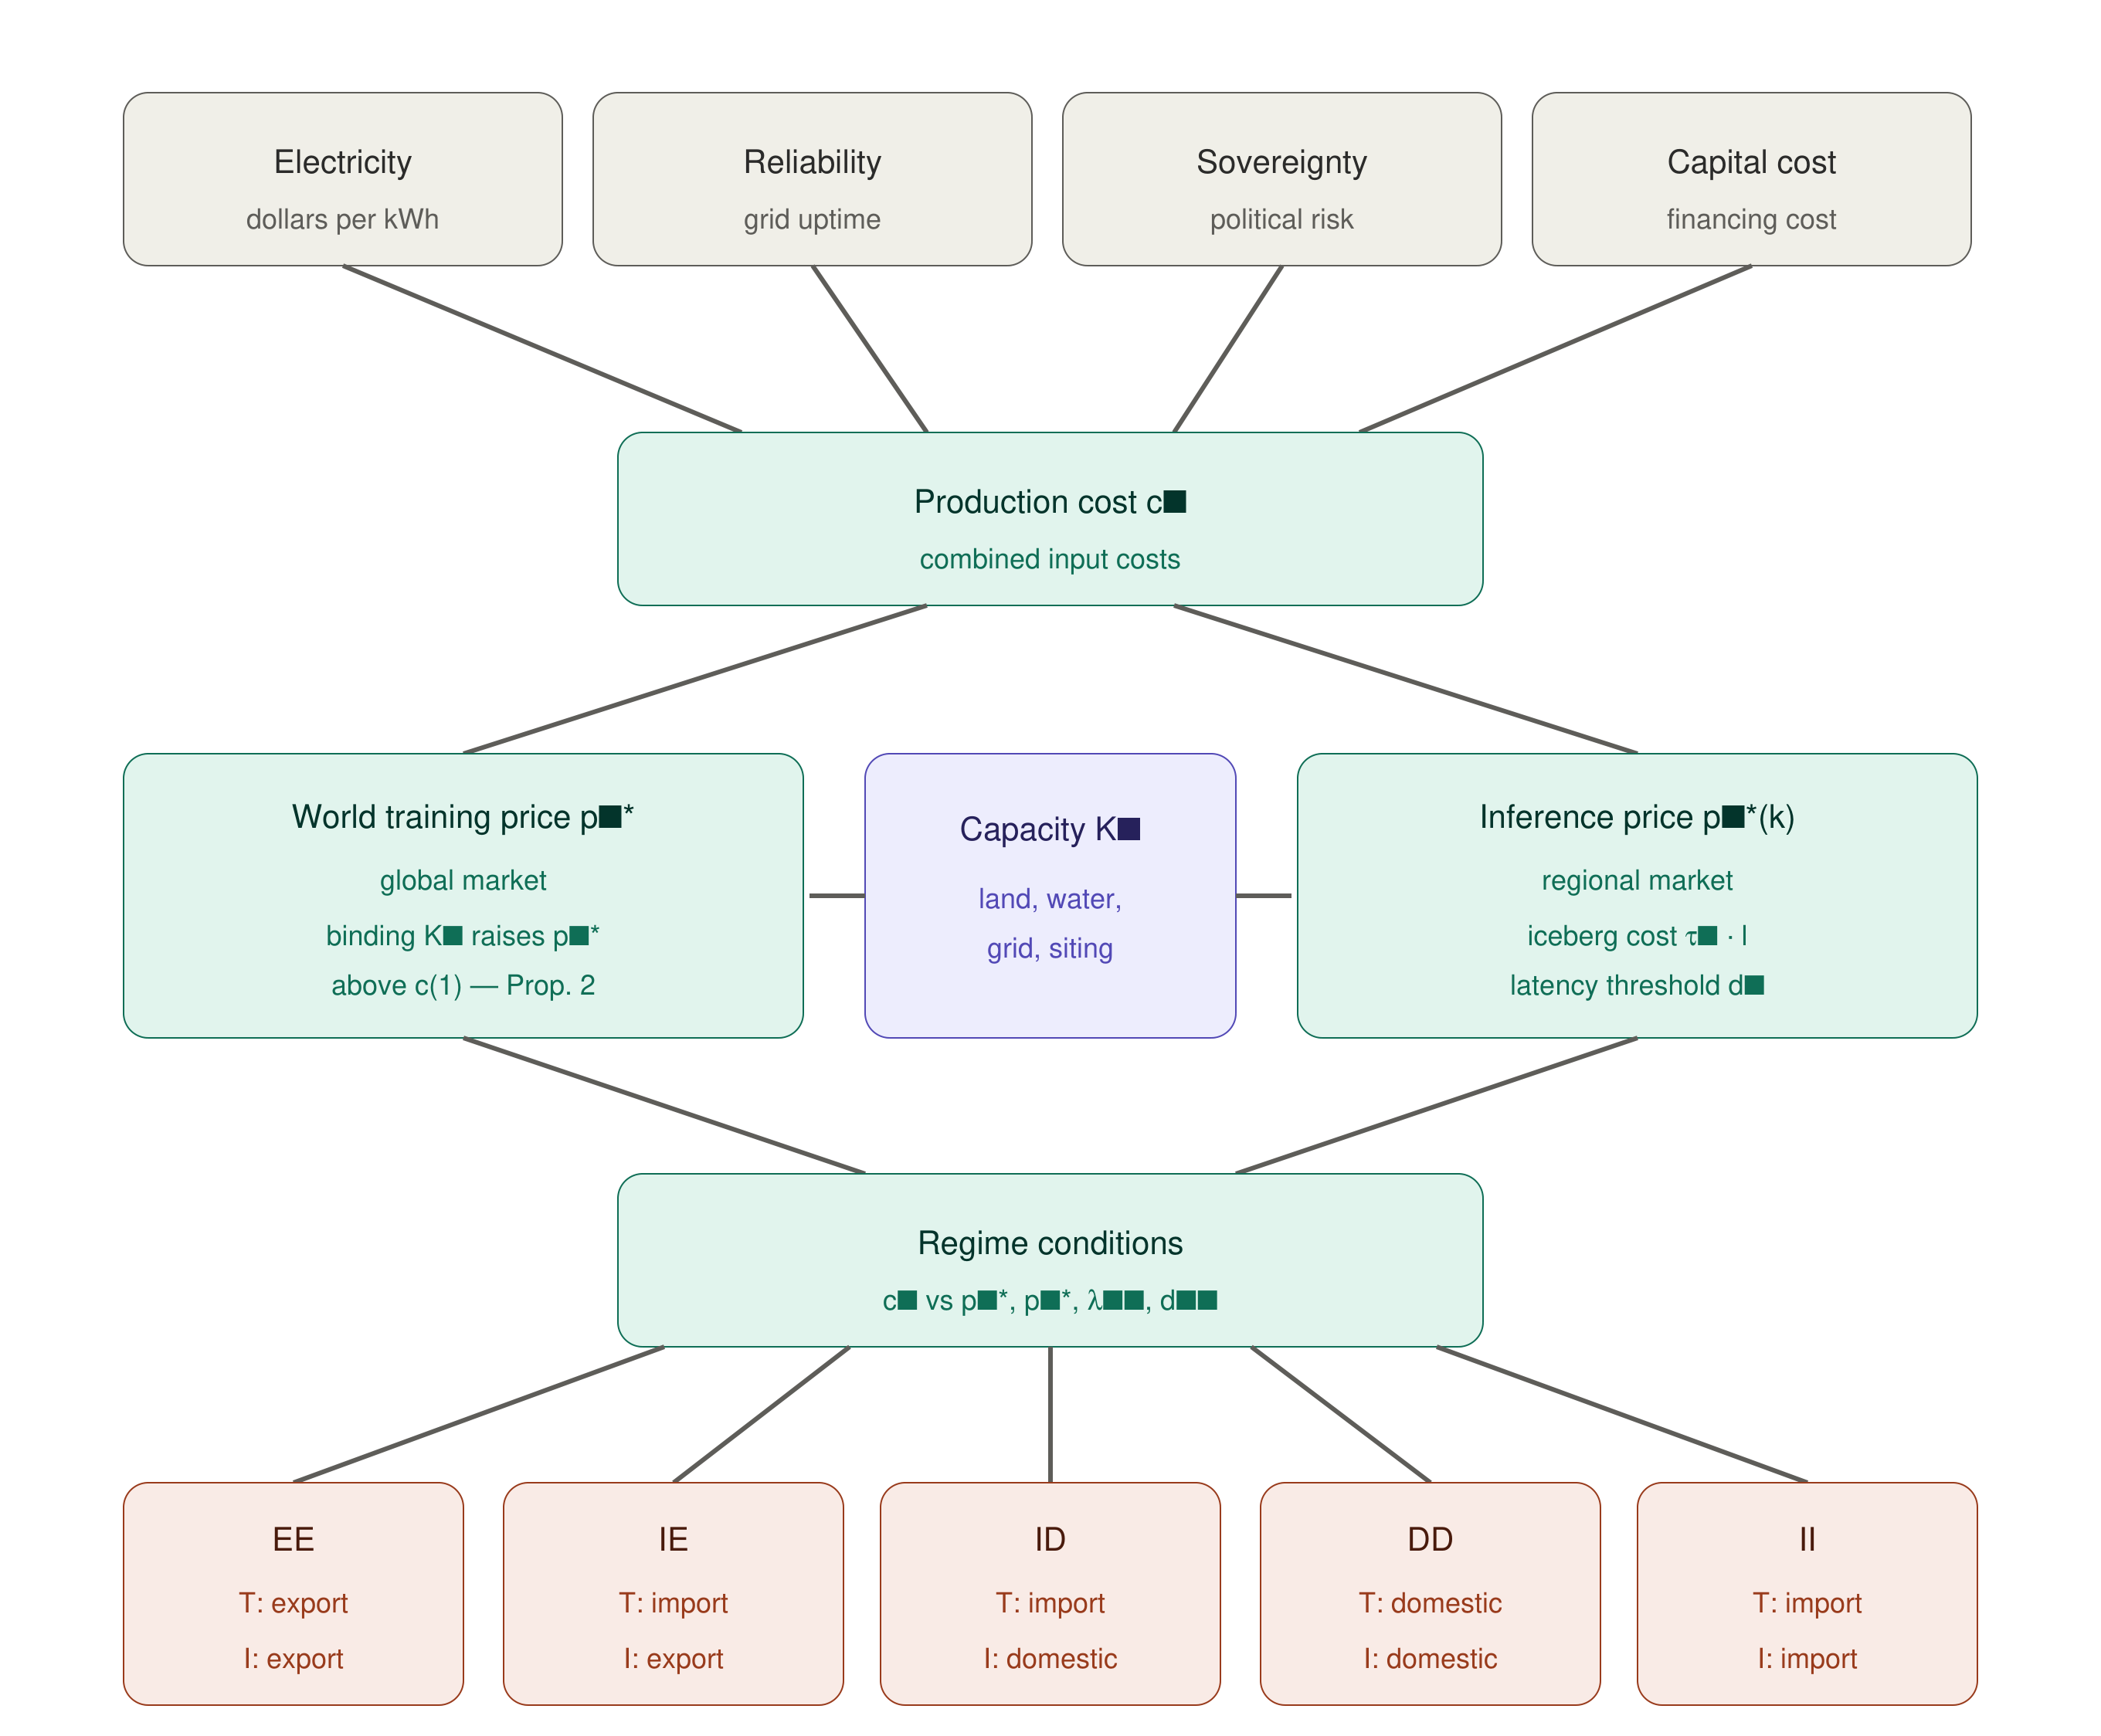 Electricity
dollars per kWh
Reliability
grid uptime
Sovereignty
political risk
Capital cost
financing cost
Production cost c■
combined input costs
World training price p■*
global market
binding K■ raises p■*
above c(1) — Prop. 2
Capacity K■
land, water,
grid, siting
Inference price p■*(k)
regional market
iceberg cost τ■ · l
latency threshold d■
Regime conditions
c■ vs p■*, p■*, λ■■, d■■
EE
T: export
I: export
IE
T: import
I: export
ID
T: import
I: domestic
DD
T: domestic
I: domestic
II
T: import
I: import